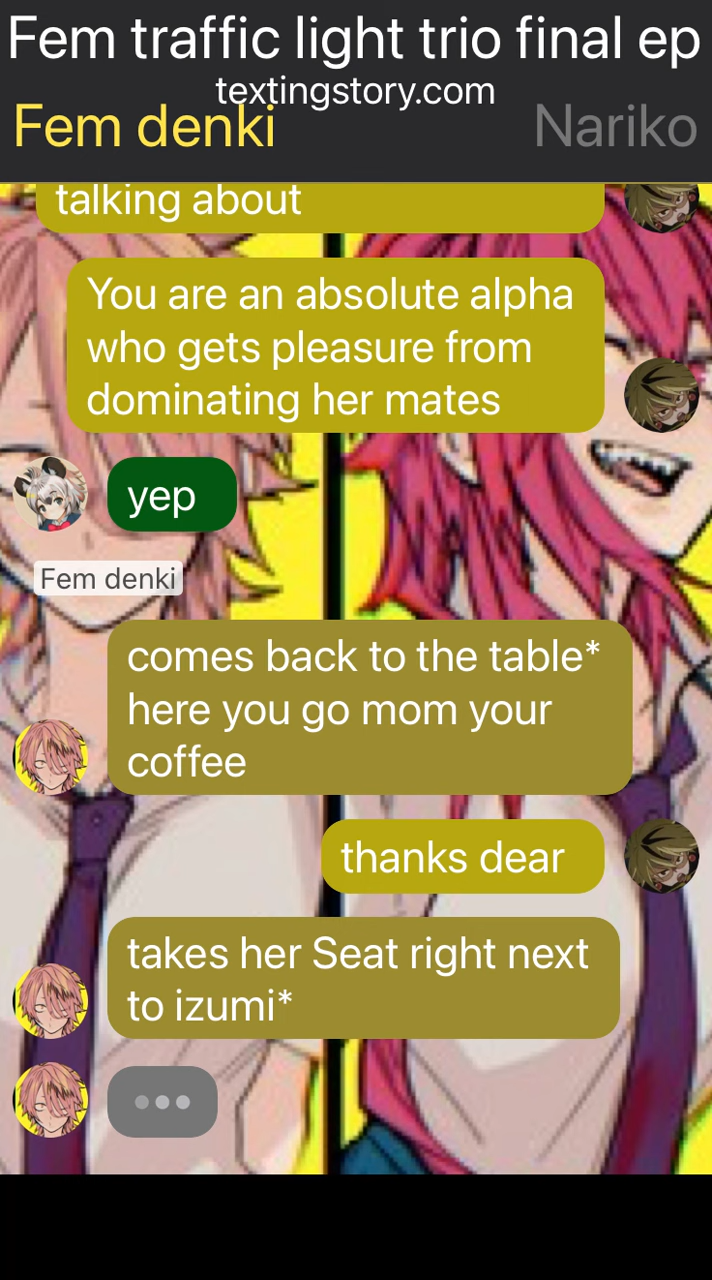 Fem traffic light trio final ep
textingstory.com
Fem denki
Nariko
talking about
You are an absolute alpha
who gets pleasure from
dominating her mates
yep
Fem denki
comes back to the table*
here you go mom your
coffee
thanks dear
takes her Seat right next
to izumi*